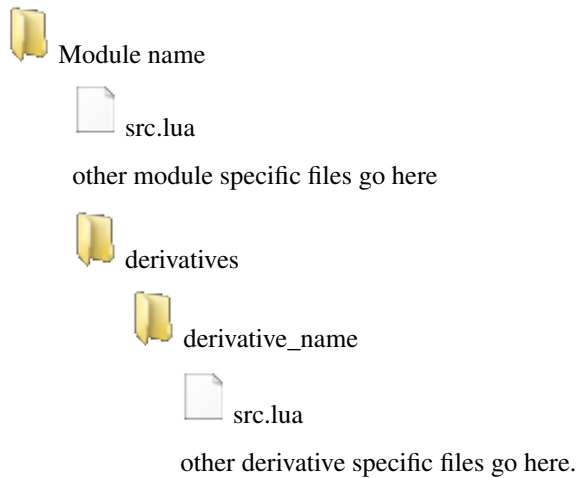 Module name
src.lua
other module specific files go here
derivatives
derivative_name
src.lua
other derivative specific files go here.